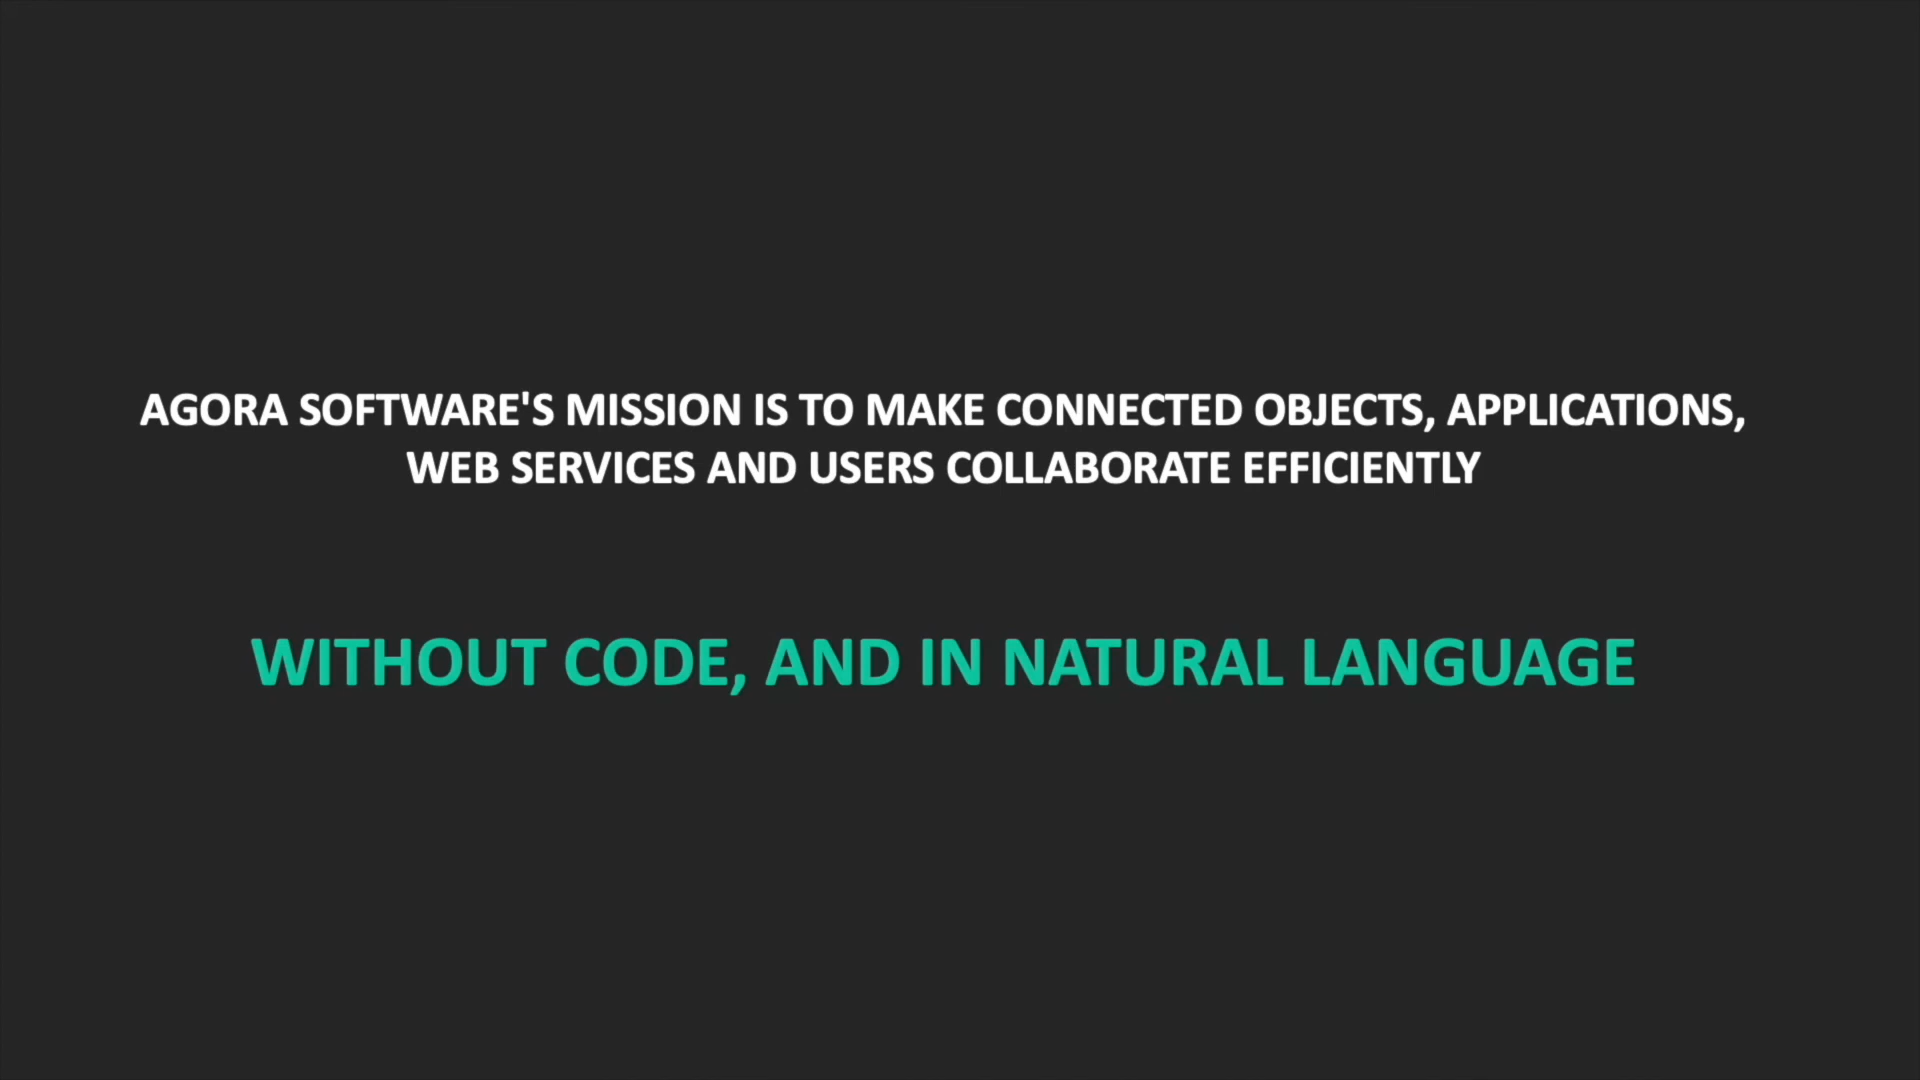 AGORA SOFTWARE'S MISSION IS TO MAKE CONNECTED OBJECTS, APPLICATIONS,
WEB SERVICES AND USERS COLLABORATE EFFICIENTLY
WITHOUT CODE, AND IN NATURAL LANGUAGE